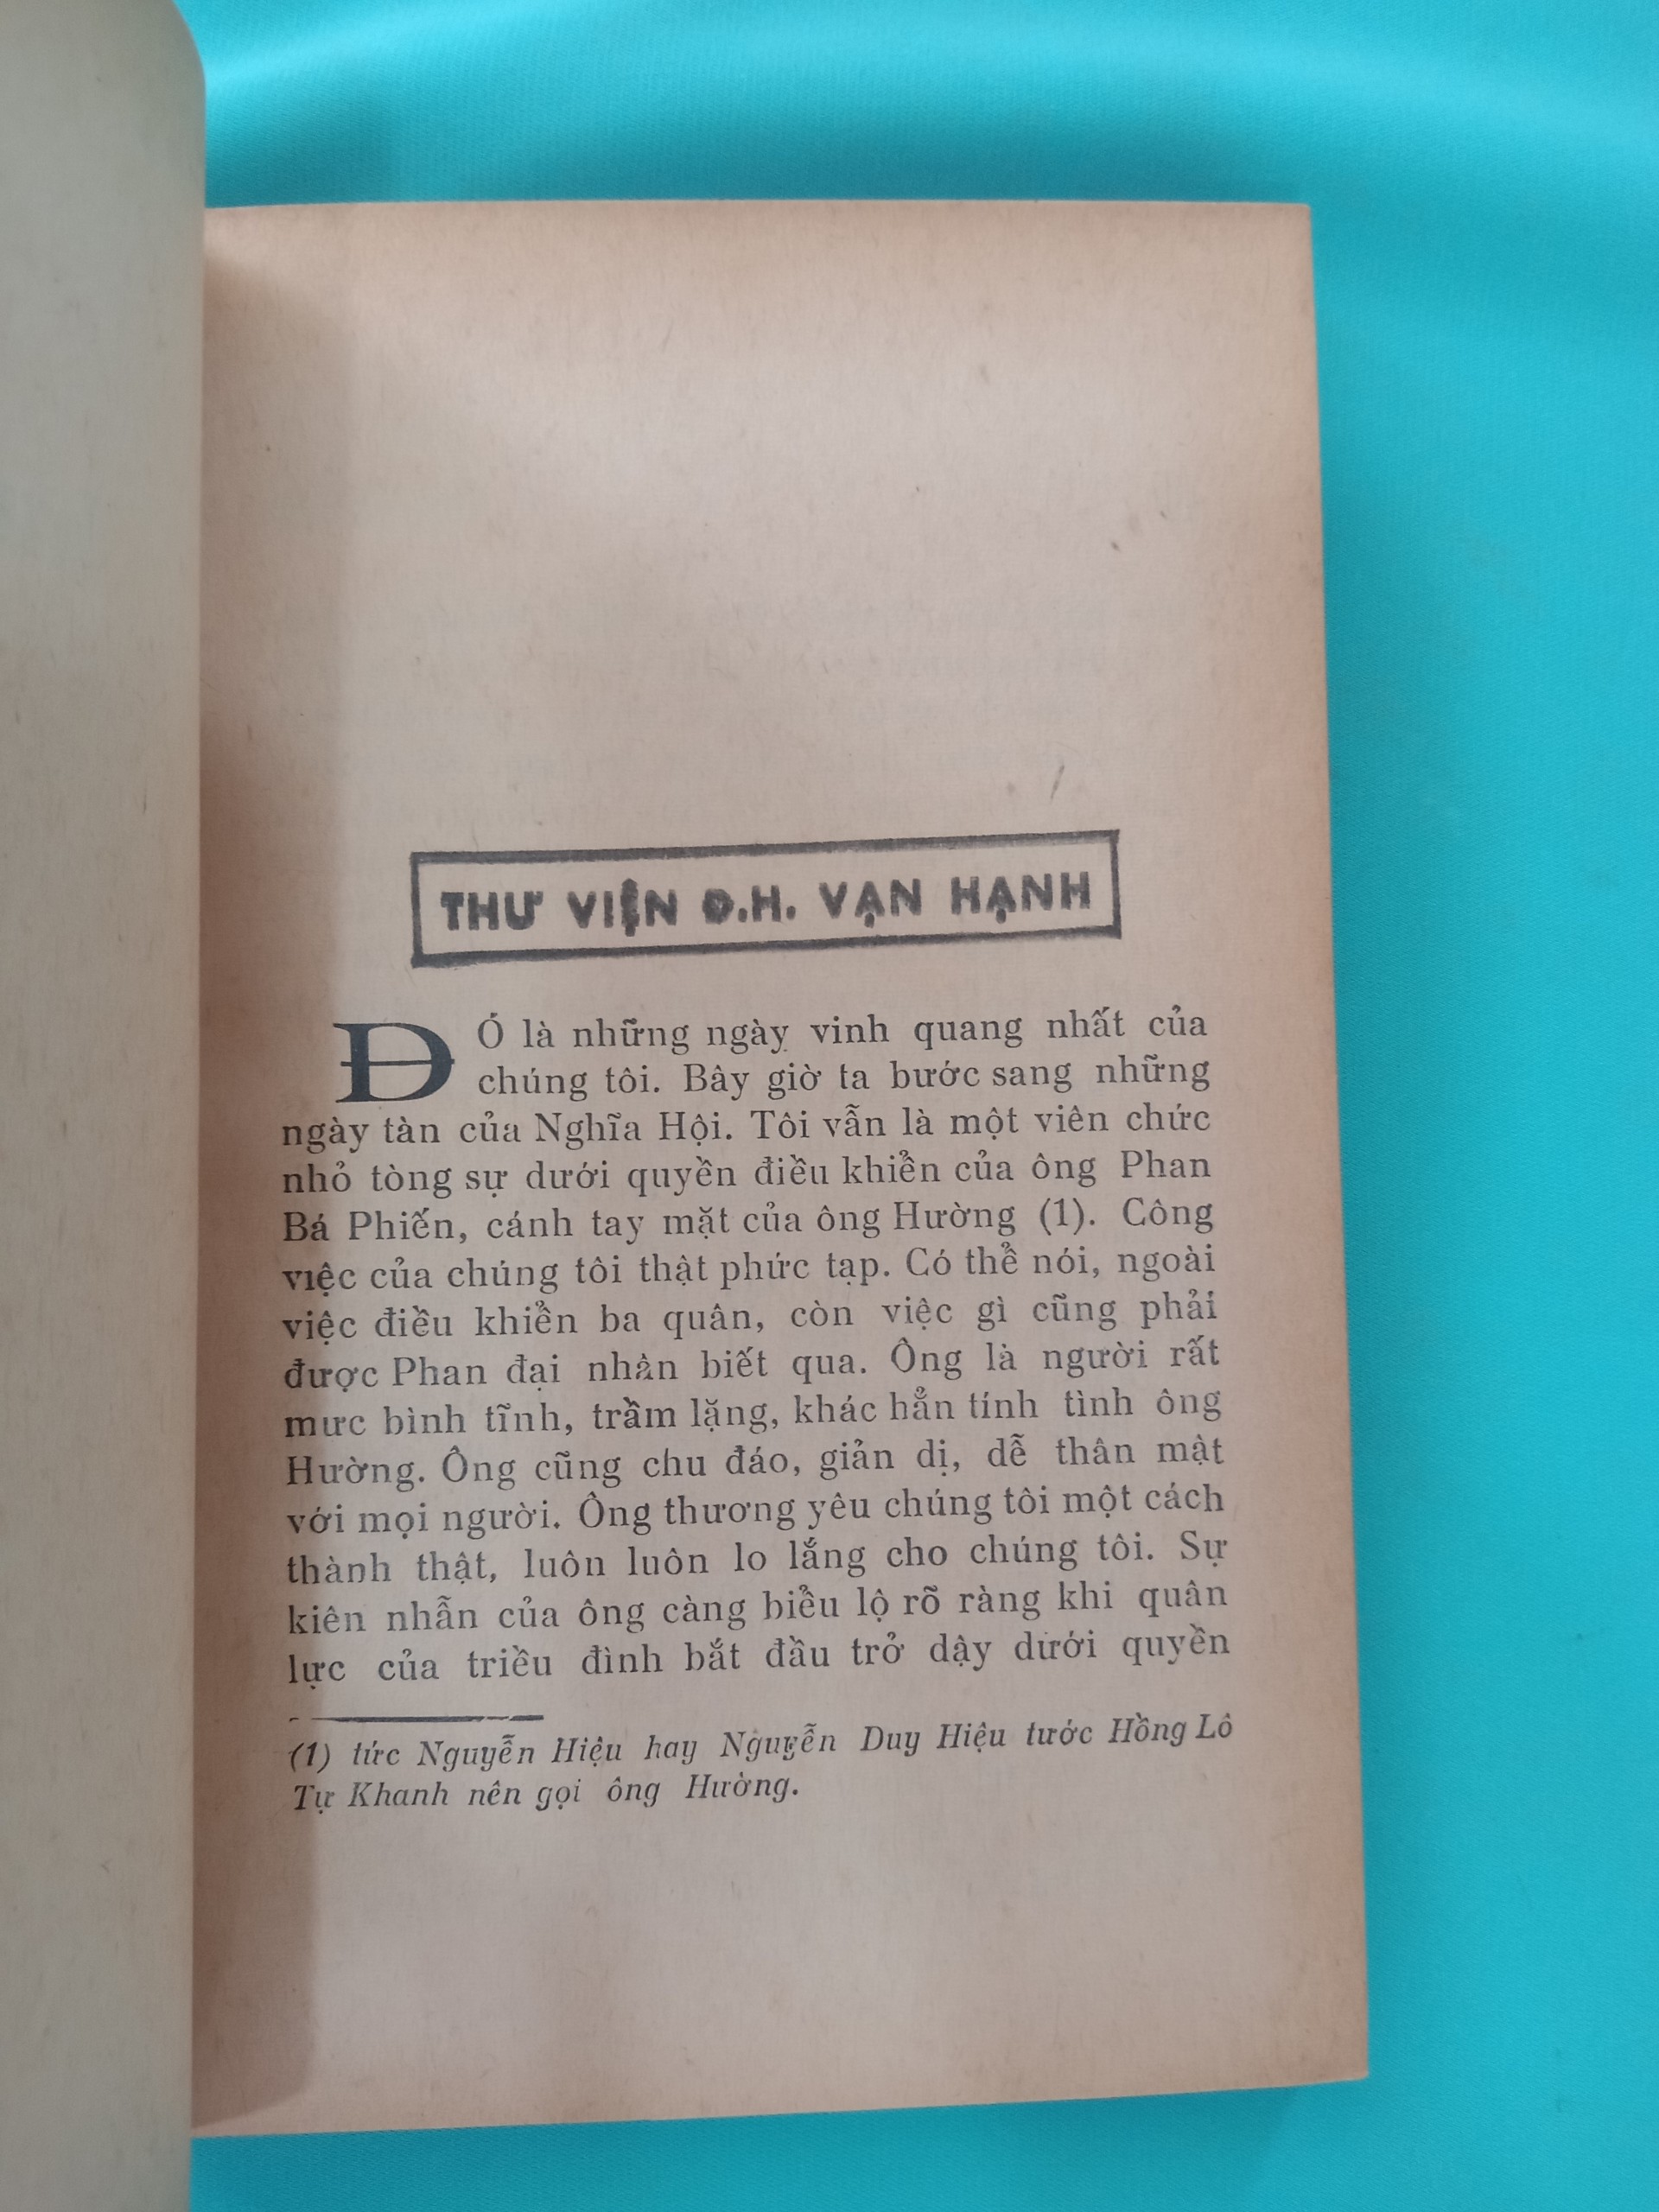 THƯ VIỆN Đ.H. VẠN HẠNH
ĐÓ là những ngày vinh quang nhất của
chúng tôi. Bây giờ ta bước sang những
ngày tàn của Nghĩa Hội. Tôi vẫn là một viên chức
nhỏ tòng sự dưới quyền điều khiển của ông Phan
Bá Phiến, cánh tay mặt của ông Hường (1). Công
việc của chúng tôi thật phức tạp. Có thể nói, ngoài
việc điều khiển ba quân, còn việc gì cũng phải
được Phan đại nhân biết qua. Ông là người rất
mưc bình tĩnh, trầm lặng, khác hẳn tính tình ông
Hường. Ông cũng chu đáo, giản dị, dễ thân mật
với mọi người. Ông thương yêu chúng tôi một cách
thành thật, luôn luôn lo lắng cho chúng tôi. Sự
kiên nhẫn của ông càng biểu lộ rõ ràng khi quân
lực của triều đình bắt đầu trở dậy dưới quyền
(1) tức Nguyễn Hiệu hay Nguyễn Duy Hiệu tước Hồng Lô
Tự Khanh nên gọi ông Hường.